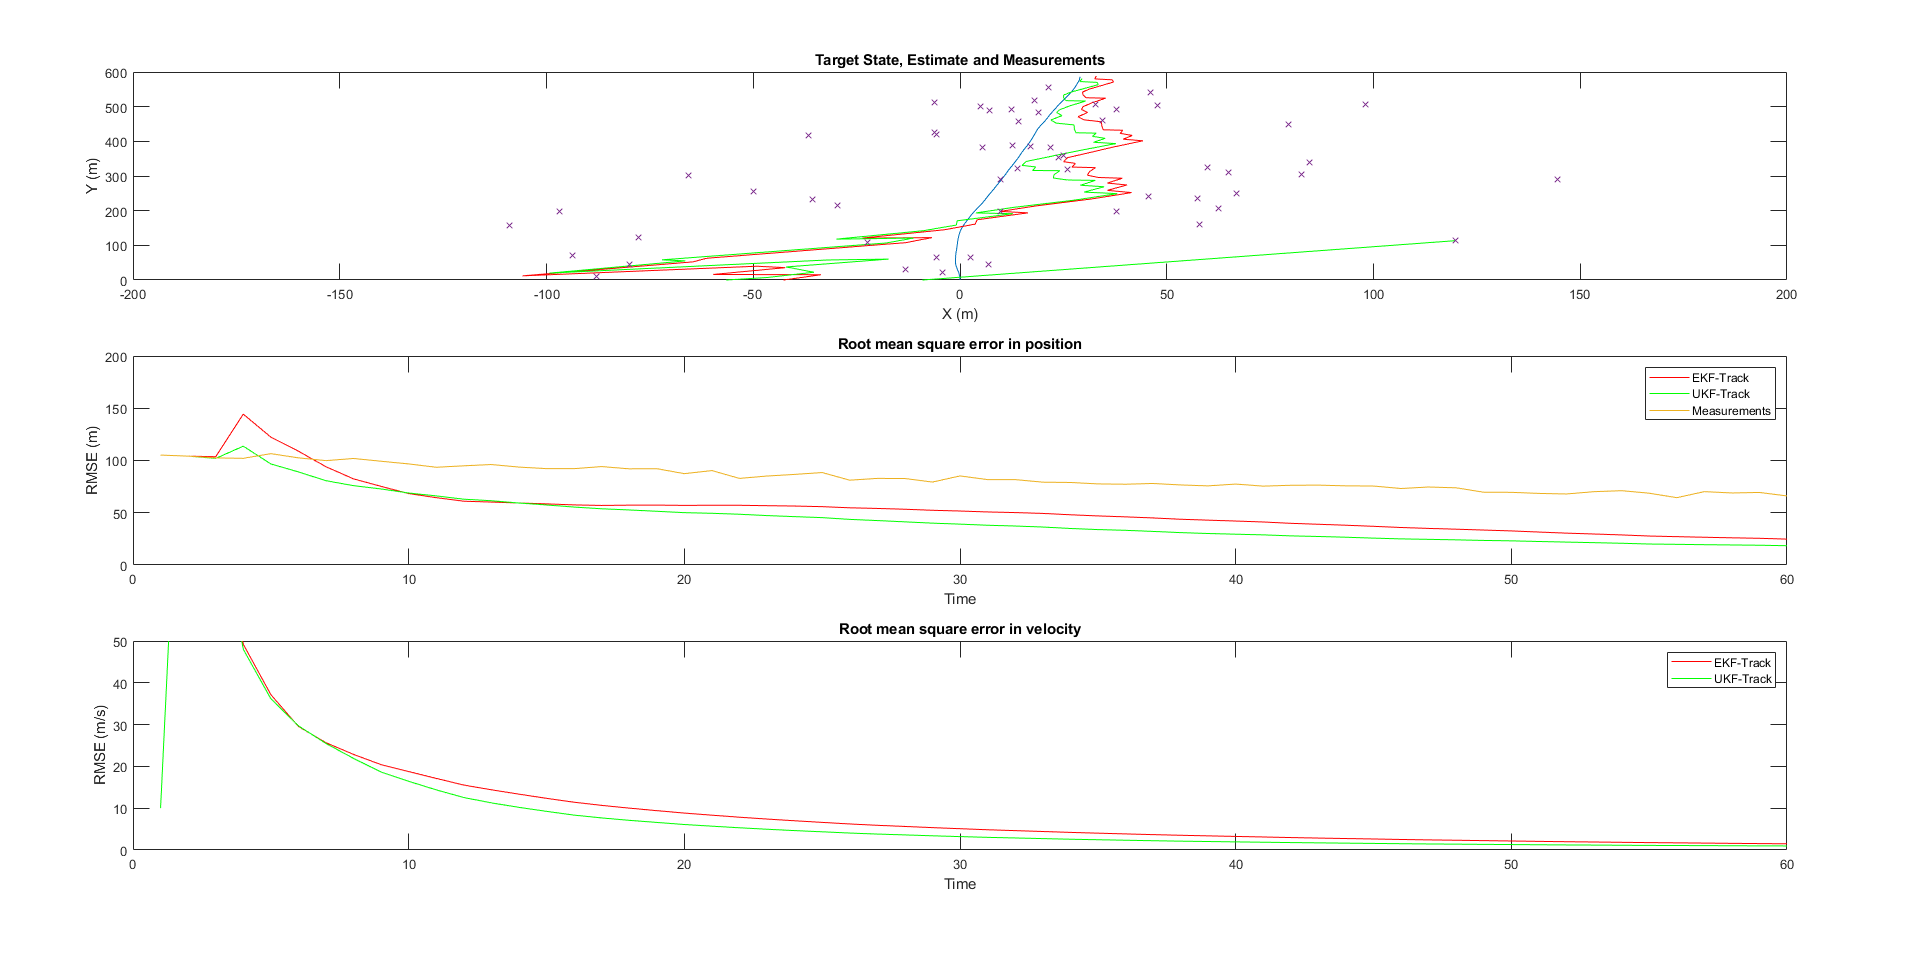 Target State, Estimate and Measurements
600
500
400
300
200
100
0
Y (m)
-200 -150 -100 -50 0 50 100 150 200
X (m)
Root mean square error in position
200
150
100
50
0
RMSE (m)
EKF-Track
UKF-Track
Measurements
0 10 20 30 40 50 60
Time
Root mean square error in velocity
50
40
30
20
10
0
RMSE (m/s)
EKF-Track
UKF-Track
0 10 20 30 40 50 60
Time